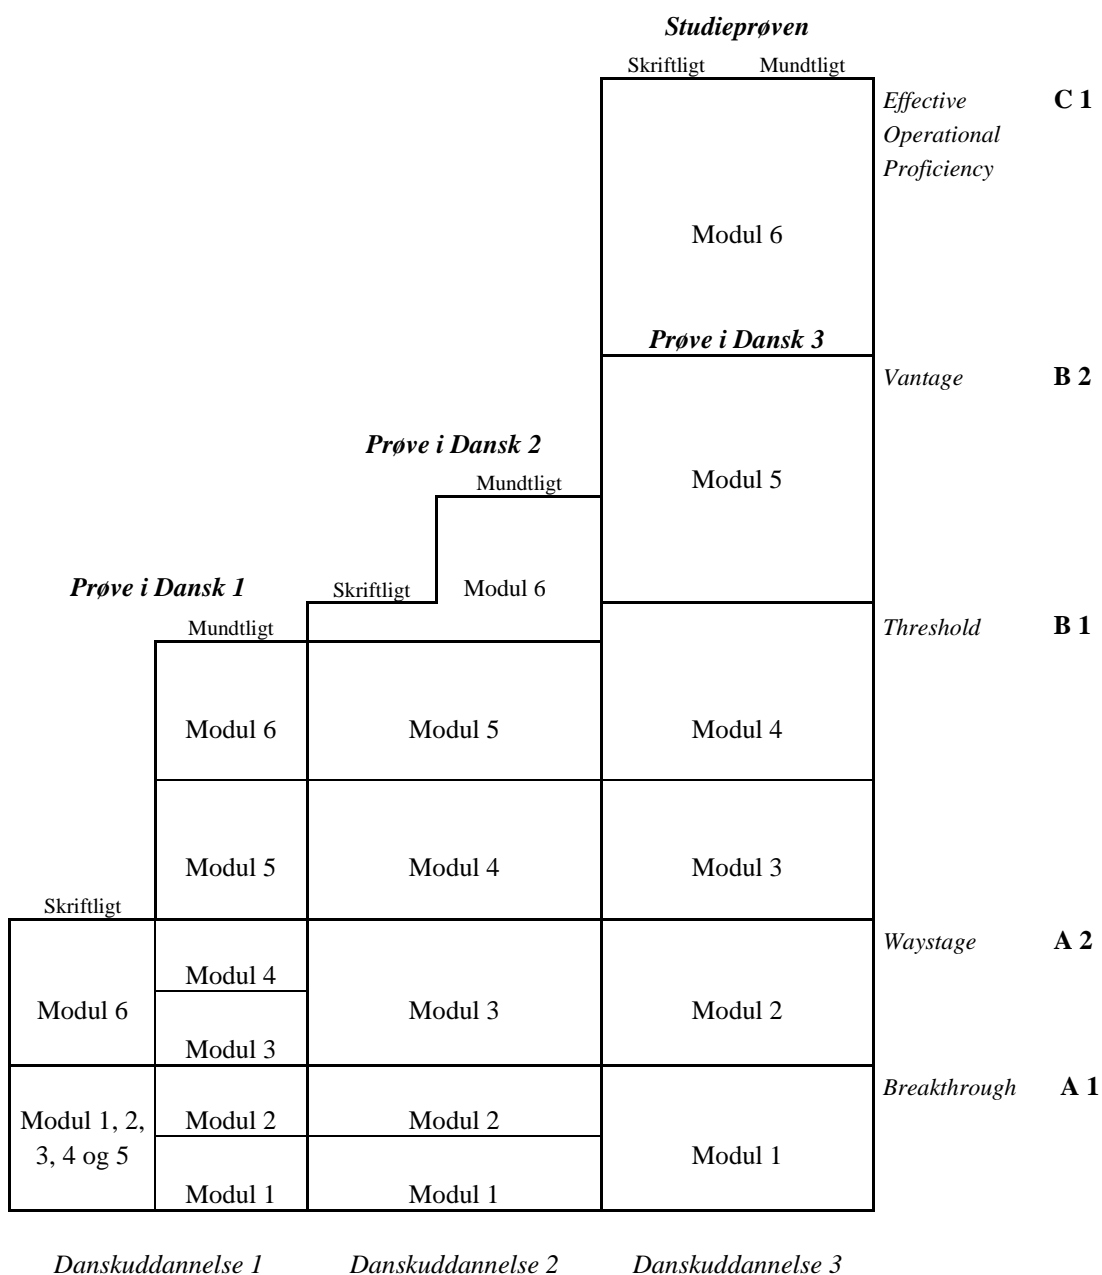 Studieprøven
Skriftligt Mundtligt
Effective C 1
Operational
Proficiency
Modul 6
Prøve i Dansk 3
Vantage B 2
Prøve i Dansk 2
Mundtligt
Modul 5
Prøve i Dansk 1
Skriftligt
Modul 6
Mundtligt
Threshold B 1
Modul 6
Modul 5
Modul 4
Modul 5
Modul 4
Modul 3
Skriftligt
Waystage A 2
Modul 4
Modul 6
Modul 3
Modul 2
Modul 3
Breakthrough A 1
Modul 1, 2,
3, 4 og 5
Modul 2
Modul 2
Modul 1
Modul 1
Modul 1
Danskuddannelse 1
Danskuddannelse 2
Danskuddannelse 3